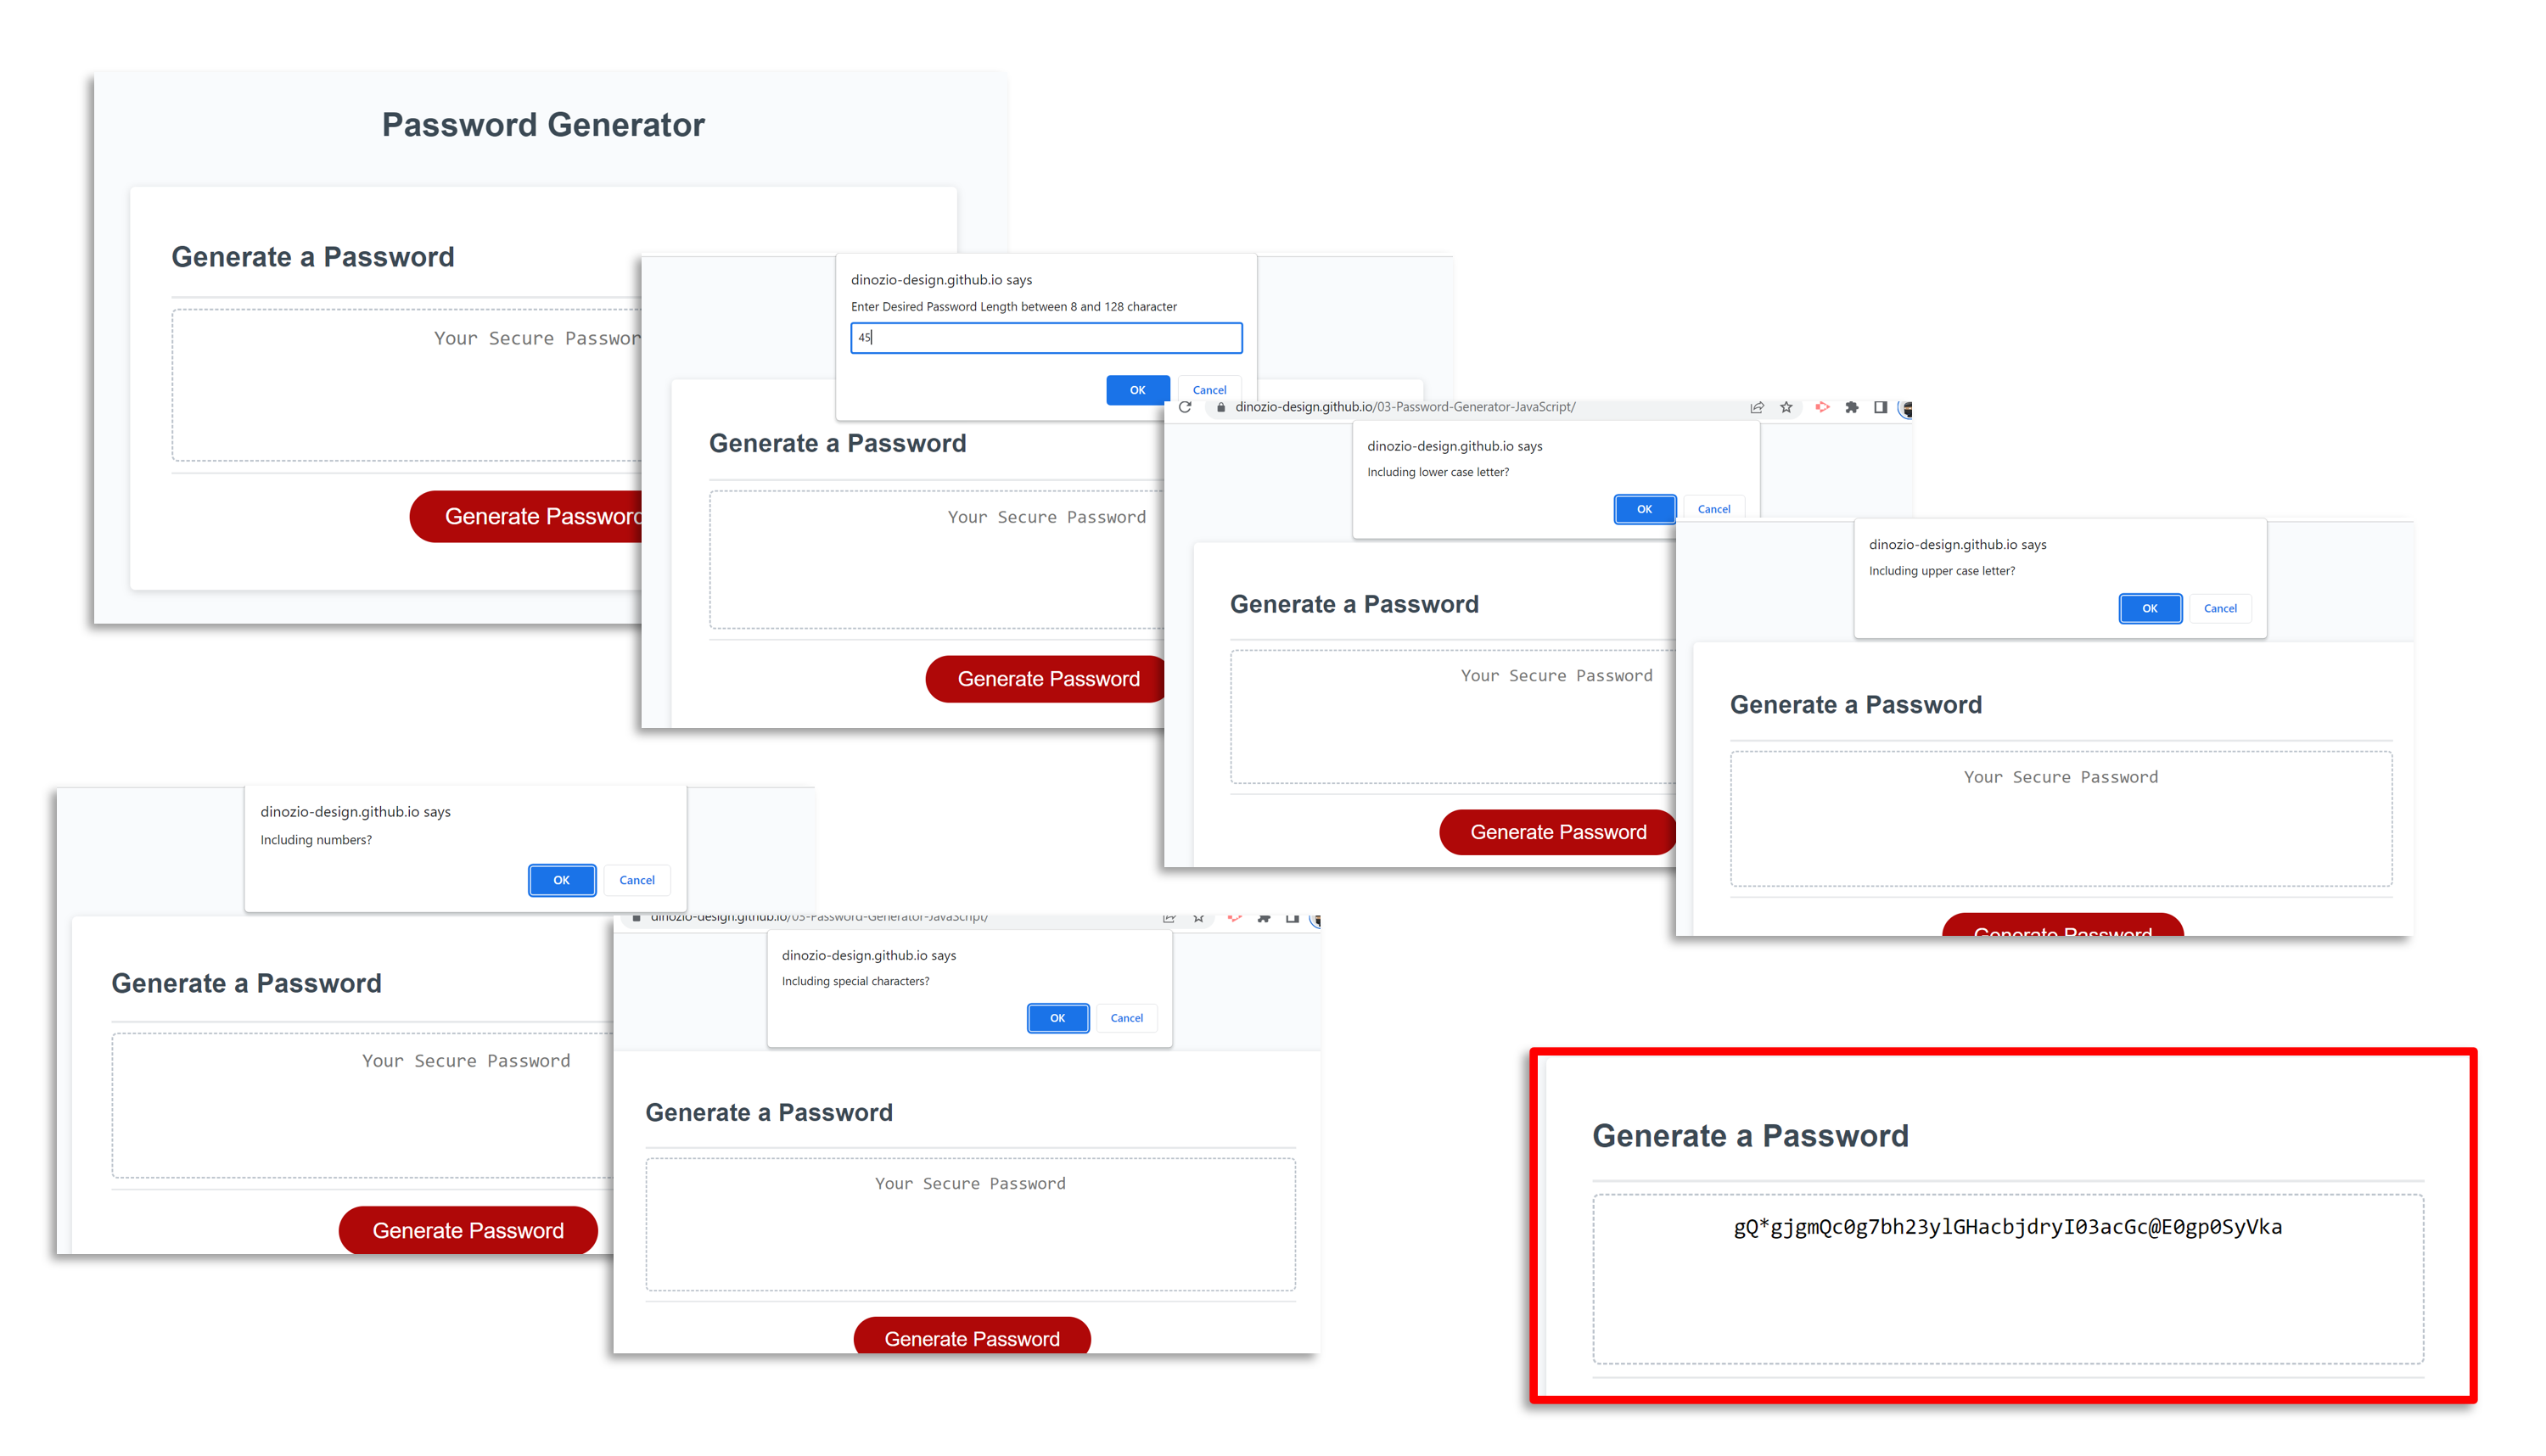 Password Generator
Generate a Password
Your Secure Passwor
Generate Password
dinozio-design.github.io says
Enter Desired Password Length between 8 and 128 character
45
OK Cancel
Generate a Password
Your Secure Password
Generate Password
dinozio-design.github.io/03-Password-Generator-JavaScript/
dinozio-design.github.io says
Including lower case letter?
OK Cancel
Generate a Password
Your Secure Password
Generate Password
dinozio-design.github.io says
Including upper case letter?
OK Cancel
Generate a Password
Your Secure Password
Generate Password
dinozio-design.github.io says
Including numbers?
OK Cancel
Generate a Password
Your Secure Password
Generate Password
dinozio-design.github.io/03-Password-Generator-JavaScript/
dinozio-design.github.io says
Including special characters?
OK Cancel
Generate a Password
Your Secure Password
Generate Password
Generate a Password
gQ*gjgmQc0g7bh23ylGHacbjdryI03acGc@E0gp0SyVka